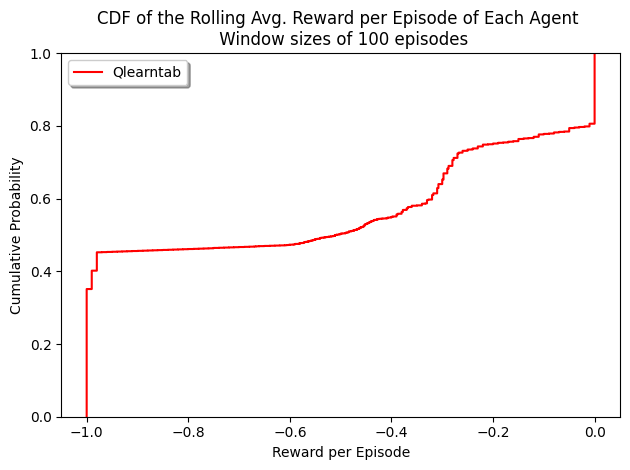 CDF of the Rolling Avg. Reward per Episode of Each Agent
Window sizes of 100 episodes
Qlearntab
1.0
0.8
0.6
0.4
0.2
0.0
Cumulative Probability
−1.0 −0.8 −0.6 −0.4 −0.2 0.0
Reward per Episode